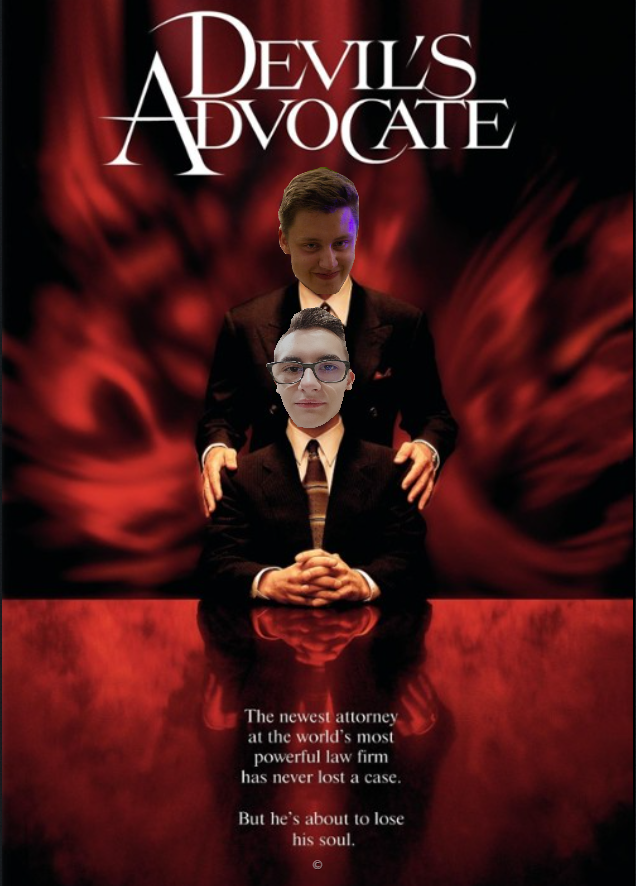 DEVIL'S
ADVOCATE
The newest attorney
at the world's most
powerful law firm
has never lost a case.
But he's about to lose
his soul.
©